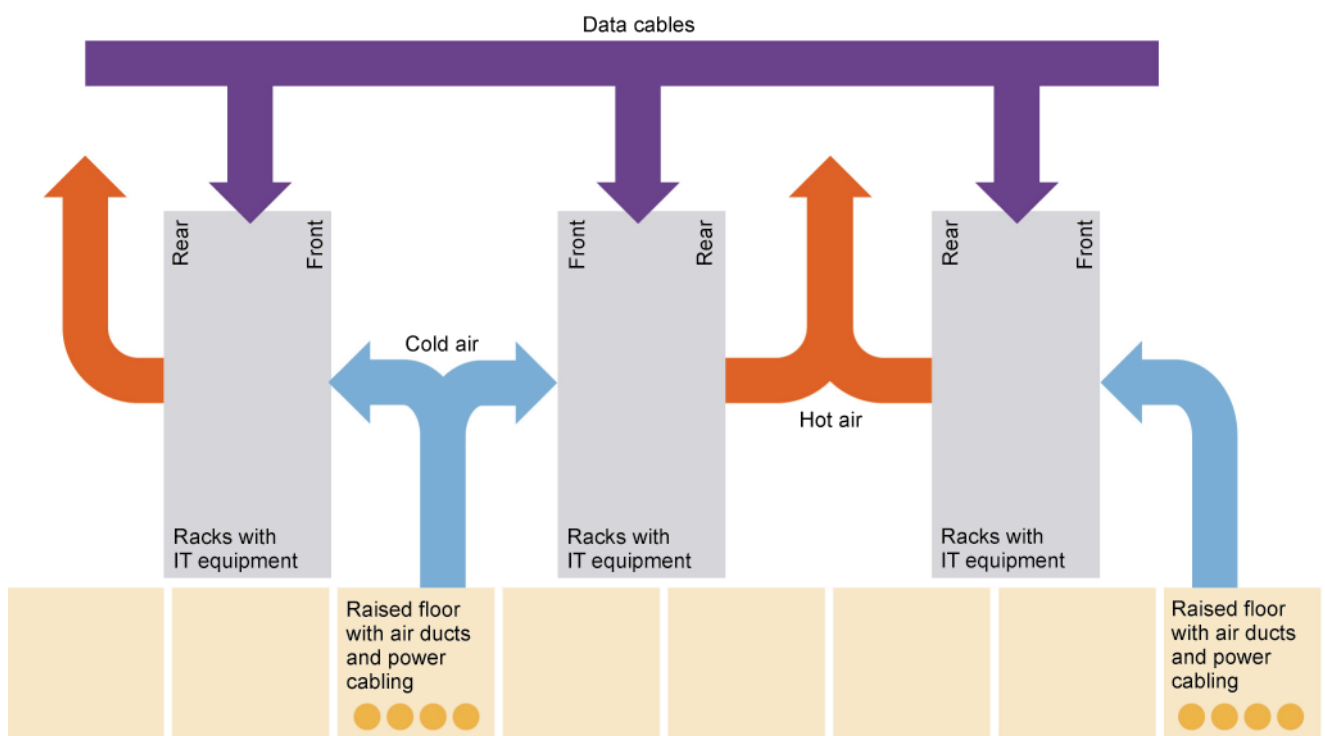 Data cables
Rear
Front
Front
Rear
Rear
Front
Cold air
Hot air
Racks with
IT equipment
Racks with
IT equipment
Racks with
IT equipment
Raised floor
with air ducts
and power
cabling
Raised floor
with air ducts
and power
cabling